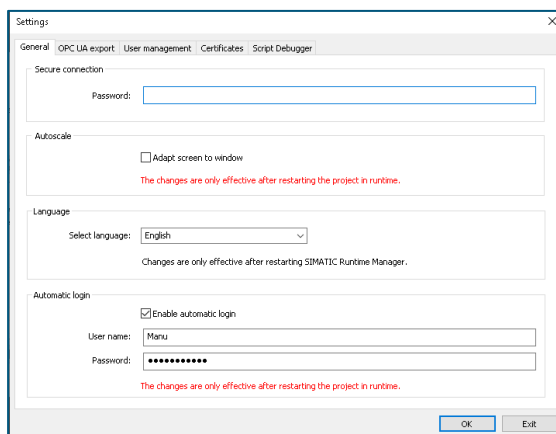 Settings
General OPC UA export User management Certificates Script Debugger
Secure connection
Password:
Autoscale
Adapt screen to window
The changes are only effective after restarting the project in runtime.
Language
Select language: English
Changes are only effective after restarting SIMATIC Runtime Manager.
Automatic login
Enable automatic login
User name: Manu
Password: ●●●●●●●●●●●
The changes are only effective after restarting the project in runtime.
OK Exit